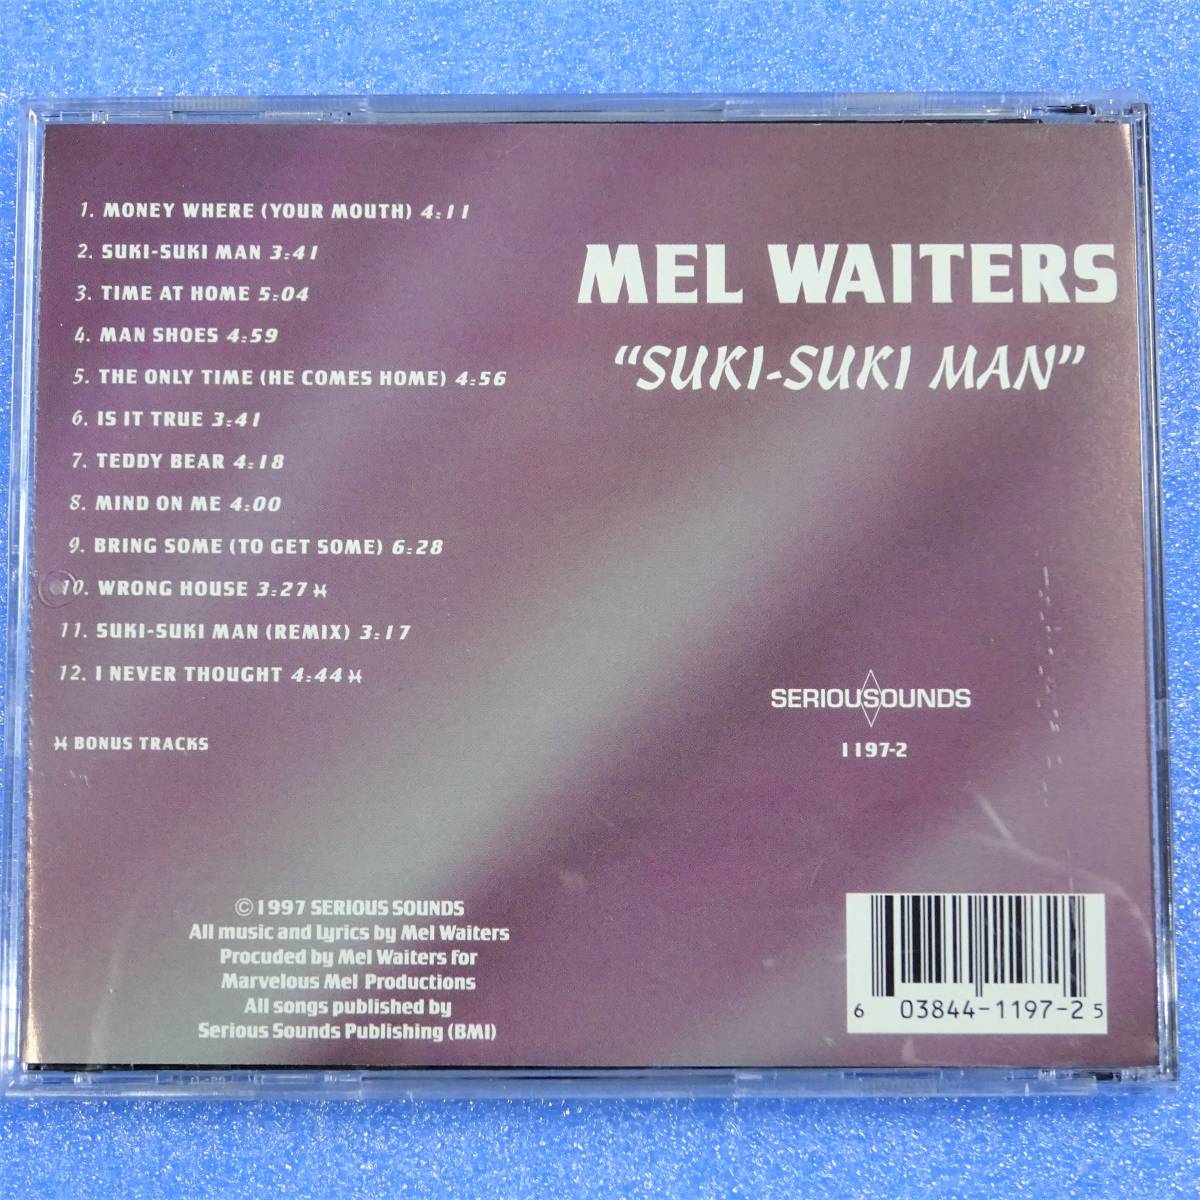 1. MONEY WHERE (YOUR MOUTH) 4:11
2. SUKI-SUKI MAN 3:41
3. TIME AT HOME 5:04
4. MAN SHOES 4:59
5. THE ONLY TIME (HE COMES HOME) 4:56
6. IS IT TRUE 3:41
7. TEDDY BEAR 4:18
8. MIND ON ME 4:00
9. BRING SOME (TO GET SOME) 6:28
10. WRONG HOUSE 3:27 ⵋ
11. SUKI-SUKI MAN (REMIX) 3:17
12. I NEVER THOUGHT 4:44 ⵋ
ⵋ BONUS TRACKS
MEL WAITERS
“SUKI-SUKI MAN”
SERIOUSOUNDS
1197-2
© 1997 SERIOUS SOUNDS
All music and lyrics by Mel Waiters
Procuded by Mel Waiters for
Marvelous Mel Productions
All songs published by
Serious Sounds Publishing (BMI)
6 03844-1197-2 5